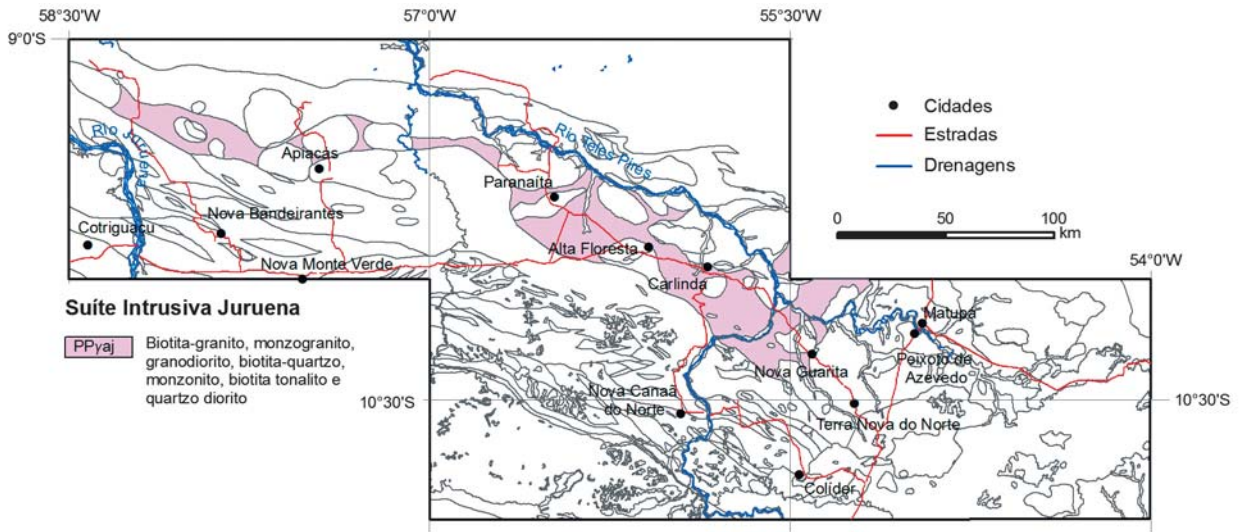 58°30'W
57°0'W
55°30'W
9°0'S
Rio Juruena
Apiacás
Rio Teles Pires
Paranaíta
Nova Bandeirantes
Cotriguaçu
Alta Floresta
Nova Monte Verde
Carlinda
Cidades
Estradas
Drenagens
0 50 100
km
54°0'W
Suíte Intrusiva Juruena
PPγaj
Biotita-granito, monzogranito,
granodiorito, biotita-quartzo,
monzonito, biotita tonalito e
quartzo diorito
Matupá
Peixoto de
Azevedo
Nova Guarita
Nova Canaã
do Norte
10°30'S
10°30'S
Terra Nova do Norte
Colíder